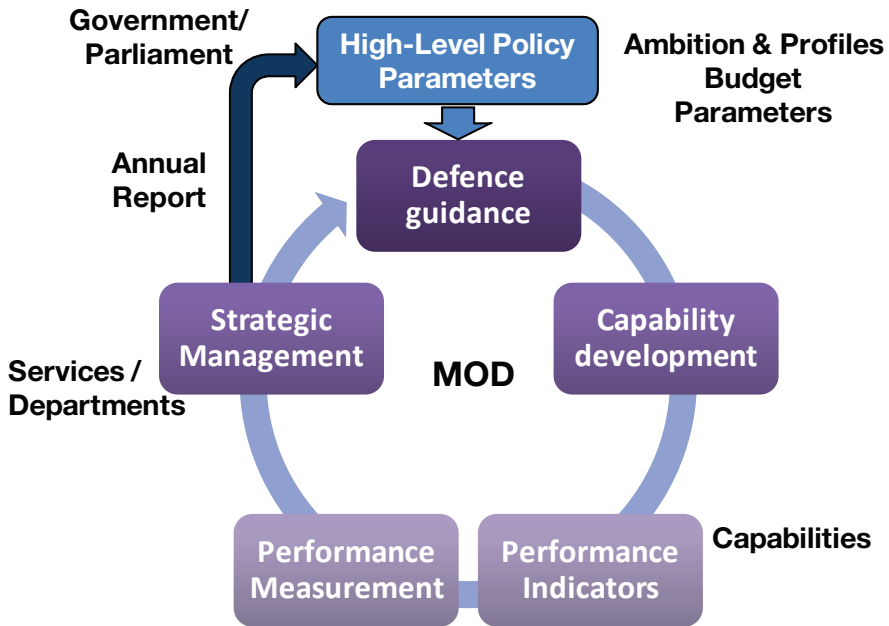 Government/
Parliament
High-Level Policy
Parameters
Ambition & Profiles
Budget
Parameters
Annual
Report
Defence
guidance
Strategic
Management
Capability
development
MOD
Services /
Departments
Performance
Measurement
Performance
Indicators
Capabilities